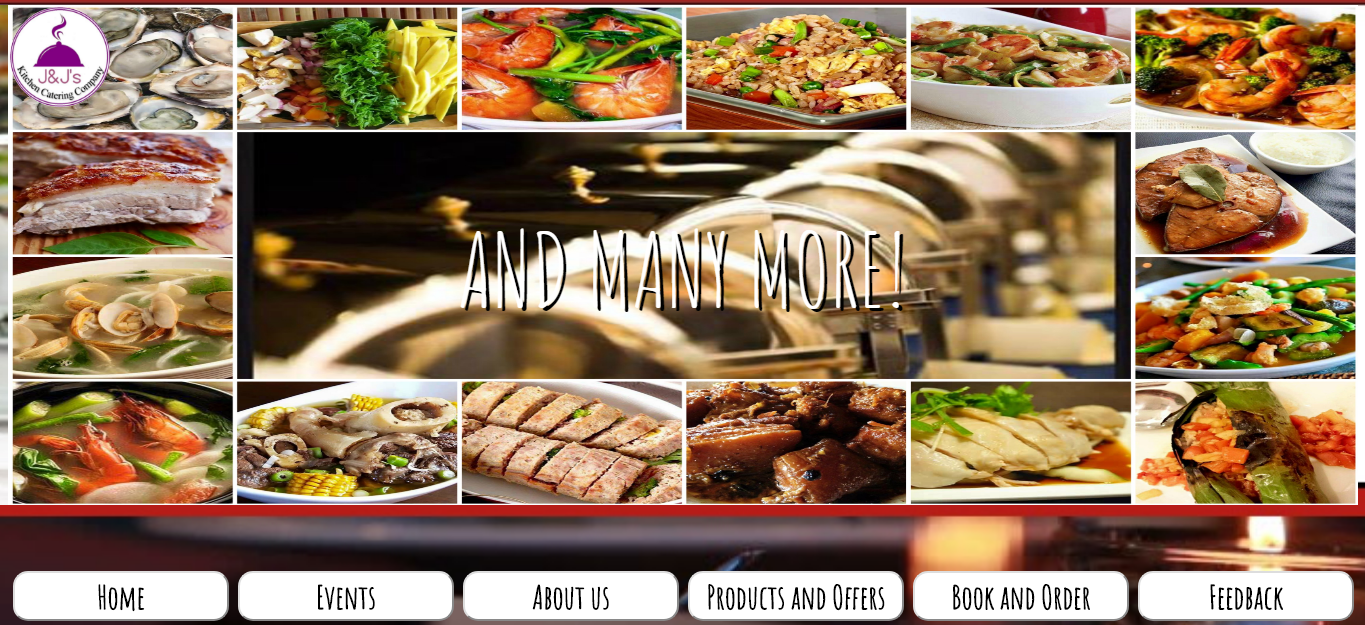 J&J's
Kitchen Catering Company
AND MANY MORE!
HOME
EVENTS
ABOUT US
PRODUCTS AND OFFERS
BOOK AND ORDER
FEEDBACK